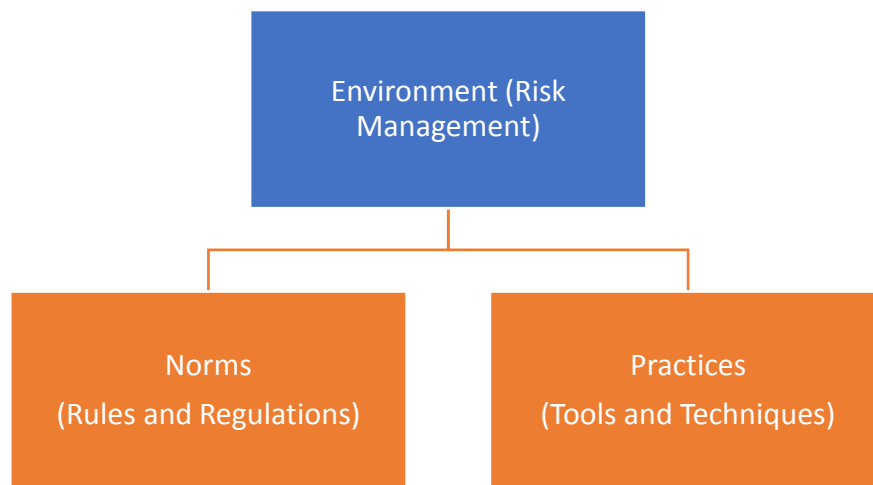 Environment (Risk
Management)
Norms
(Rules and Regulations)
Practices
(Tools and Techniques)